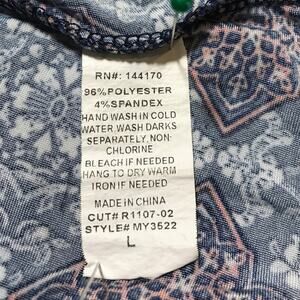 RN#: 144170
96%POLYESTER
4%SPANDEX
HAND WASH IN COLD
WATER,WASH DARKS
SEPARATELY,NON-
CHLORINE
BLEACH IF NEEDED
HANG TO DRY WARM
IRON IF NEEDED
MADE IN CHINA
CUT# R1107-02
STYLE# MY3522
L